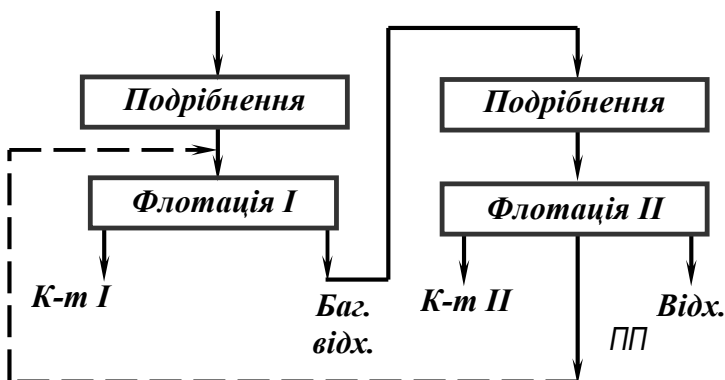 Подрібнення
Флотація I
К-т I
Баг.
відх.
Подрібнення
Флотація II
К-т II
Відх.
ПП